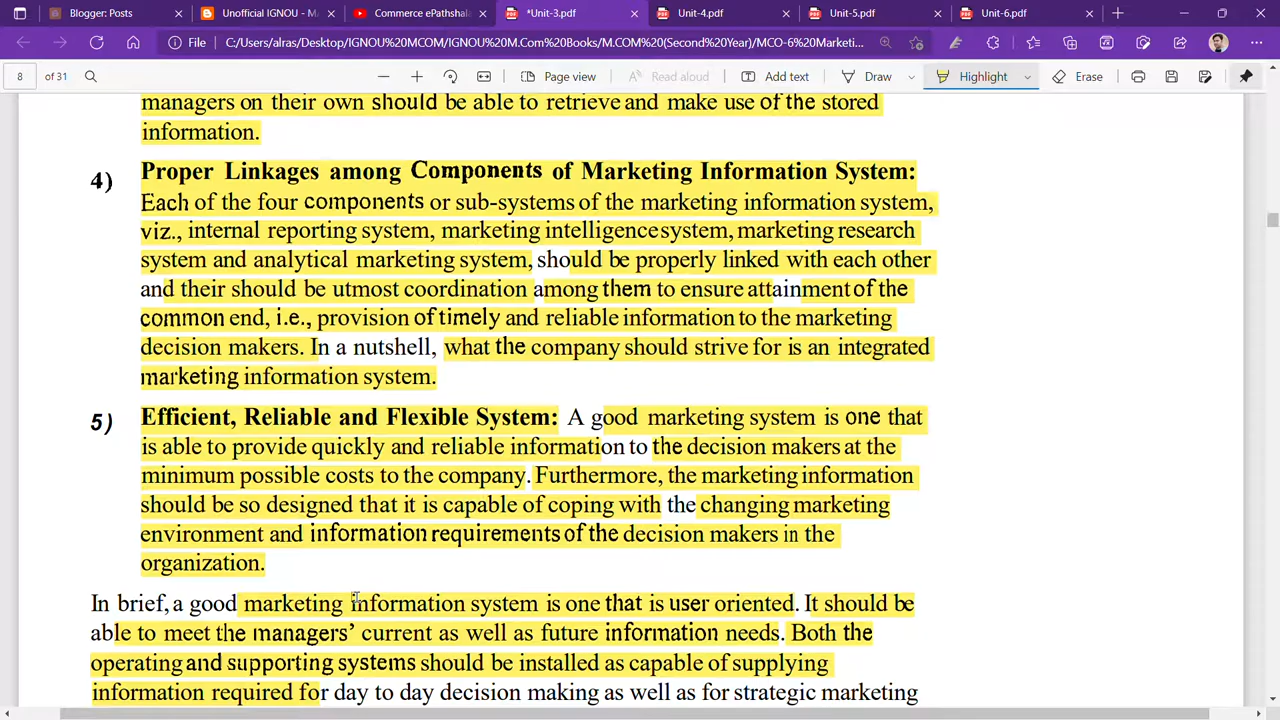 Blogger: Posts
Unofficial IGNOU - M
Commerce ePathshal
*Unit-3.pdf
Unit-4.pdf
Unit-5.pdf
Unit-6.pdf
File
C:/Users/alras/Desktop/IGNOU%20MCOM/IGNOU%20M.Com%20Books/M.COM%20(Second%20Year)/MCO-6%20Marketi...
8 of 31
Page view
Read aloud
Add text
Draw
Highlight
Erase
managers on their own should be able to retrieve and make use of the stored
information.
4) Proper Linkages among Components of Marketing Information System:
Each of the four components or sub-systems of the marketing information system,
viz., internal reporting system, marketing intelligence system, marketing research
system and analytical marketing system, should be properly linked with each other
and their should be utmost coordination among them to ensure attainment of the
common end, i.e., provision of timely and reliable information to the marketing
decision makers. In a nutshell, what the company should strive for is an integrated
marketing information system.
5) Efficient, Reliable and Flexible System: A good marketing system is one that
is able to provide quickly and reliable information to the decision makers at the
minimum possible costs to the company. Furthermore, the marketing information
should be so designed that it is capable of coping with the changing marketing
environment and information requirements of the decision makers in the
organization.
In brief, a good marketing information system is one that is user oriented. It should be
able to meet the managers' current as well as future information needs. Both the
operating and supporting systems should be installed as capable of supplying
information required for day to day decision making as well as for strategic marketing